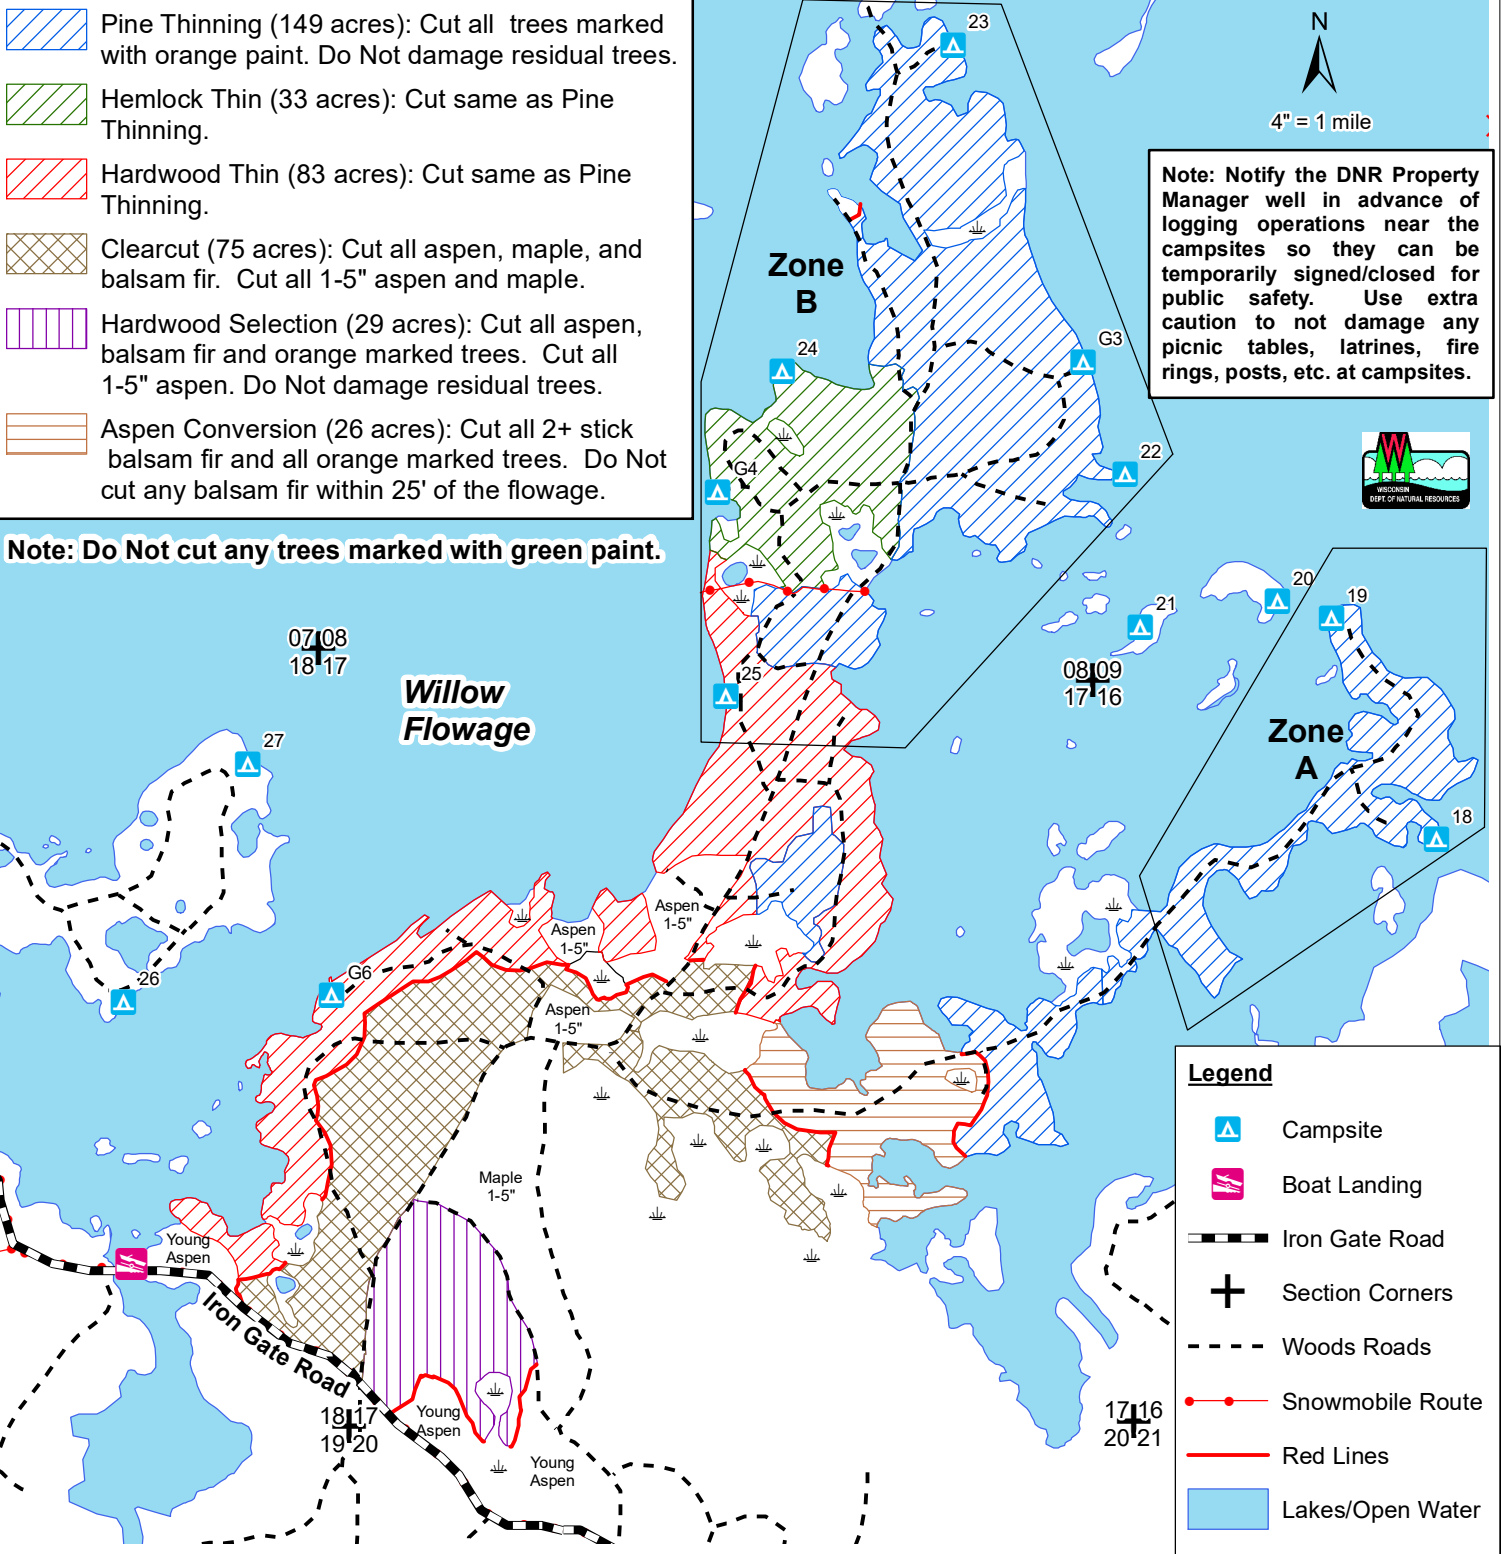 Pine Thinning (149 acres): Cut all  trees marked
with orange paint. Do Not damage residual trees.
Hemlock Thin (33 acres): Cut same as Pine
Thinning.
Hardwood Thin (83 acres): Cut same as Pine
Thinning.
Clearcut (75 acres): Cut all aspen, maple, and
balsam fir.  Cut all 1-5" aspen and maple.
Hardwood Selection (29 acres): Cut all aspen,
balsam fir and orange marked trees.  Cut all
1-5" aspen. Do Not damage residual trees.
Aspen Conversion (26 acres): Cut all 2+ stick
balsam fir and all orange marked trees.  Do Not
cut any balsam fir within 25' of the flowage.
Note: Do Not cut any trees marked with green paint.
N
4" = 1 mile
Note: Notify the DNR Property
Manager well in advance of
logging operations near the
campsites so they can be
temporarily signed/closed for
public safety.  Use extra
caution to not damage any
picnic tables, latrines, fire
rings, posts, etc. at campsites.
WISCONSIN
DEPT. OF NATURAL RESOURCES
23
Zone
B
24
G3
G4
22
20
19
21
07 08
18 17
08 09
17 16
Willow
Flowage
25
Zone
A
27
18
Aspen
1-5"
Aspen
1-5"
26
G6
Aspen
1-5"
Maple
1-5"
Young
Aspen
Iron Gate Road
18 17
19 20
Young
Aspen
Young
Aspen
17 16
20 21
Legend
Campsite
Boat Landing
Iron Gate Road
Section Corners
Woods Roads
Snowmobile Route
Red Lines
Lakes/Open Water